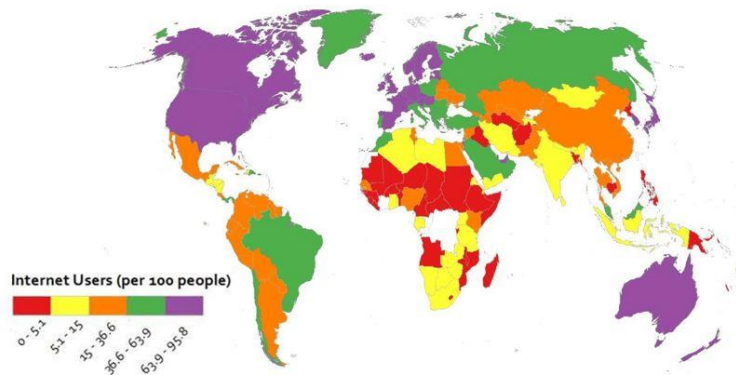 Internet Users (per 100 people)
0 - 5.1
5.1 - 15
15 - 36.6
36.6 - 63.9
63.9 - 95.8